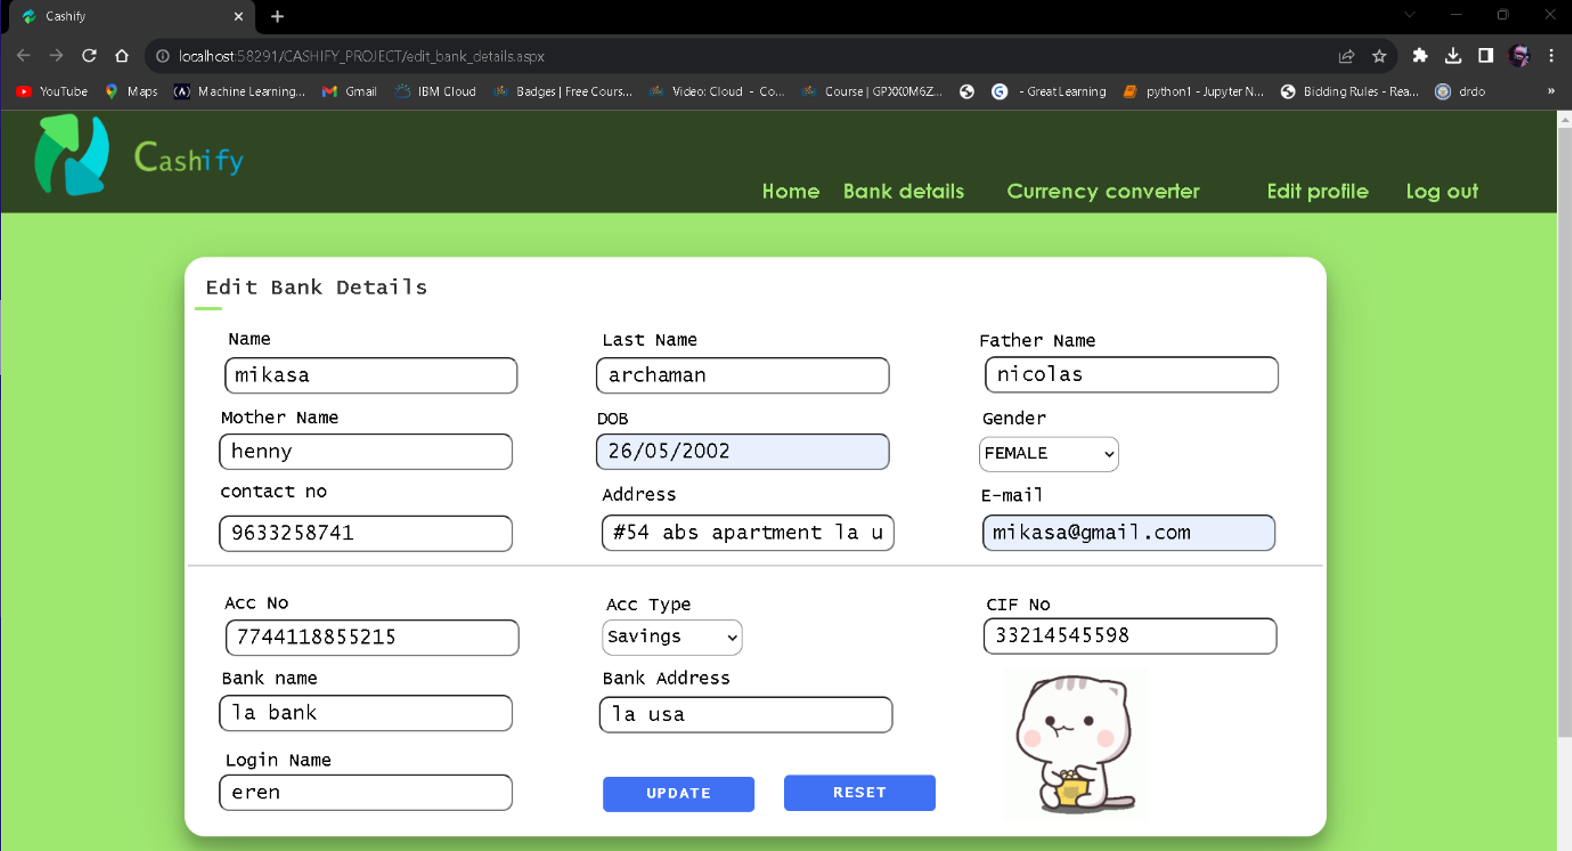 Cashify
localhost:58291/CASHIFY_PROJECT/edit_bank_details.aspx
YouTube Maps Machine Learning... Gmail IBM Cloud Badges | Free Cours... Video: Cloud - Co... Course | GPXX0M6Z... - Great Learning python1 - Jupyter N... Bidding Rules - Rea... drdo »
Cashify
Home Bank details Currency converter Edit profile Log out
Edit Bank Details
Name Last Name Father Name
mikasa archaman nicolas
Mother Name DOB Gender
henny 26/05/2002 FEMALE
contact no Address E-mail
9633258741 #54 abs apartment la u mikasa@gmail.com
Acc No Acc Type CIF No
7744118855215 Savings 33214545598
Bank name Bank Address
la bank la usa
Login Name
eren UPDATE RESET